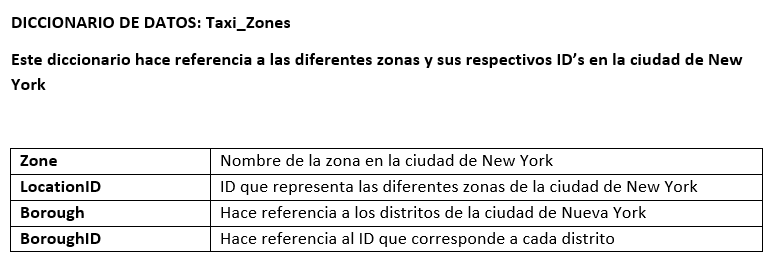 DICCIONARIO DE DATOS: Taxi_Zones
Este diccionario hace referencia a las diferentes zonas y sus respectivos ID’s en la ciudad de New
York
Zone Nombre de la zona en la ciudad de New York
LocationID ID que representa las diferentes zonas de la ciudad de New York
Borough Hace referencia a los distritos de la ciudad de Nueva York
BoroughID Hace referencia al ID que corresponde a cada distrito